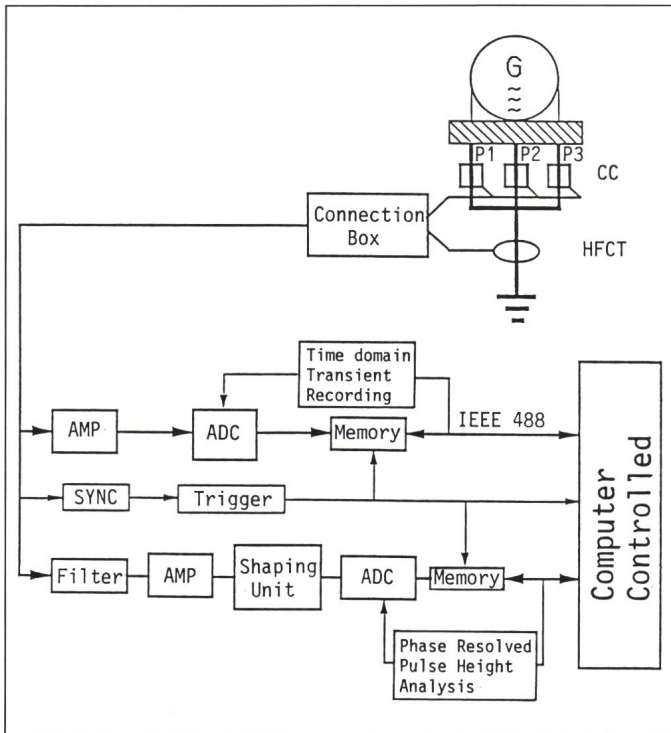 G
P1 P2 P3
CC
Connection
Box
HFCT
Time domain
Transient
Recording
IEEE 488
AMP
ADC
Memory
SYNC
Trigger
Filter
AMP
Shaping
Unit
ADC
Memory
Phase Resolved
Pulse Height
Analysis
Computer
Controlled